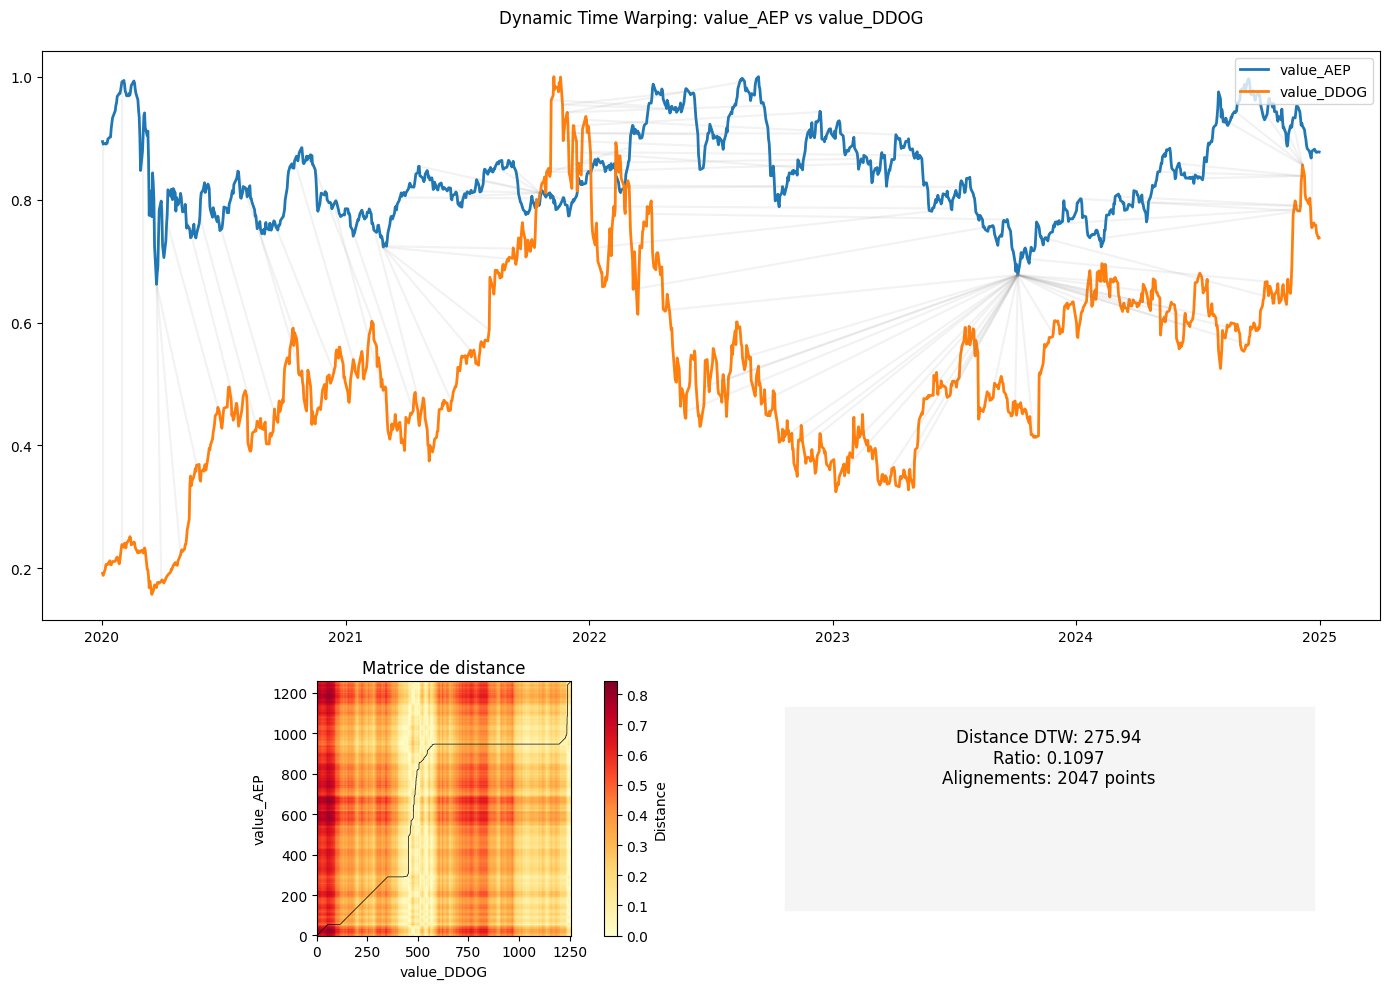 Dynamic Time Warping: value_AEP vs value_DDOG
1.0
0.8
0.6
0.4
0.2
value_AEP
value_DDOG
2020 2021 2022 2023 2024 2025
Matrice de distance
1200
1000
800
600
400
200
0
value_AEP
0 250 500 750 1000 1250
value_DDOG
0.8
0.7
0.6
0.5
0.4
0.3
0.2
0.1
0.0
Distance
Distance DTW: 275.94
Ratio: 0.1097
Alignements: 2047 points